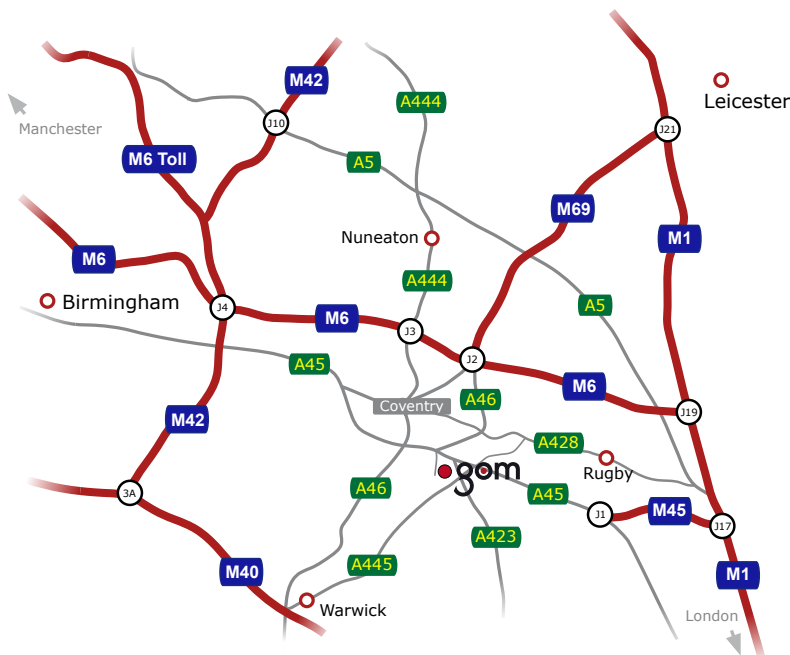 M42
Leicester
A444
Manchester
J10
J21
M6 Toll
A5
M69
Nuneaton
M1
M6
A444
Birmingham
J4
A5
M6
J3
J2
A45
M6
A46
Coventry
J19
M42
A428
gom
Rugby
A46
3A
A45
J1
M45
J17
A423
A445
M40
M1
Warwick
London